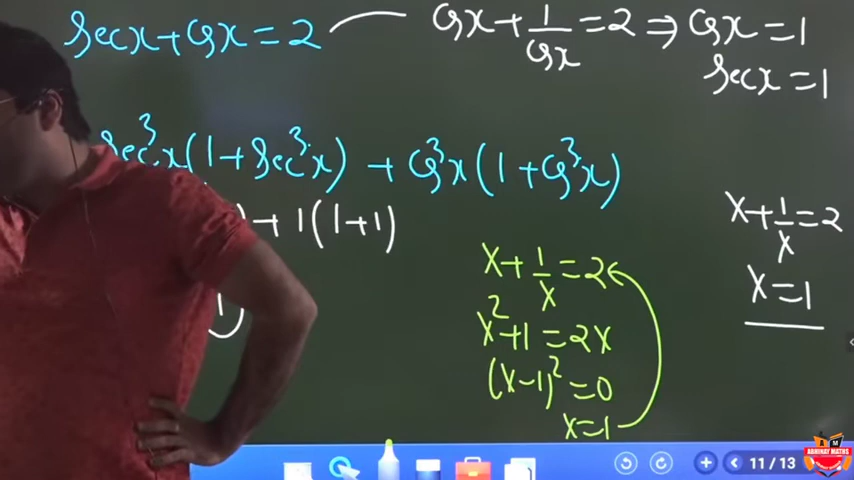 secx + cosx = 2
cosx + 1/cosx = 2 ⇒ cosx = 1
secx = 1
sec³x(1 + sec³x) + cos³x(1 + cos³x)
) + 1(1+1)
x + 1/x = 2
x = 1
x + 1/x = 2
x² + 1 = 2x
(x-1)² = 0
x = 1
11 / 13
ABHINAY MATHS